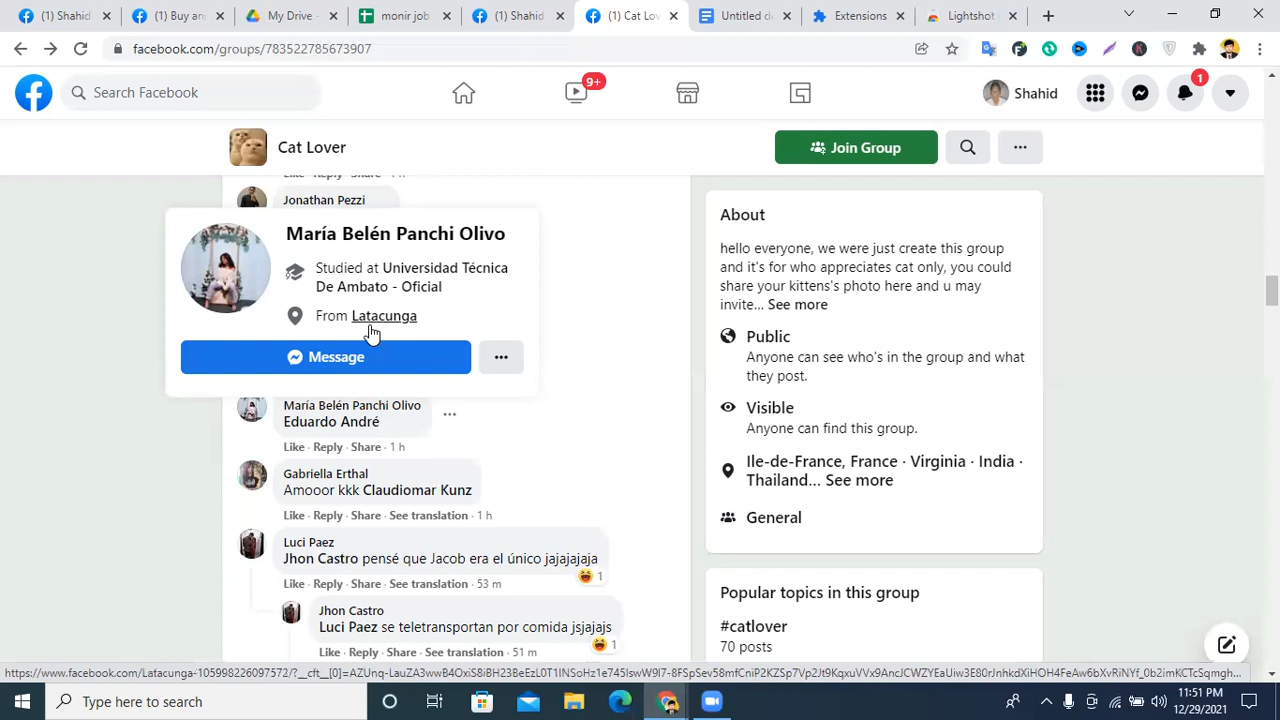 (1) Shahid
(1) Buy an
My Drive -
monir job
(1) Shahid
(1) Cat Lov
Untitled d
Extensions
Lightshot
facebook.com/groups/783522785673907
Search Facebook
9+
Shahid
1
Cat Lover
Join Group
Like · Reply · Share ·
Jonathan Pezzi
María Belén Panchi Olivo
Studied at Universidad Técnica
De Ambato - Oficial
From Latacunga
Message
María Belén Panchi Olivo
Eduardo André
Like · Reply · Share · 1 h
Gabriella Erthal
Amooor kkk Claudiomar Kunz
Like · Reply · Share · See translation · 1 h
Luci Paez
Jhon Castro pensé que Jacob era el único jajajajaja
1
Like · Reply · Share · See translation · 53 m
Jhon Castro
Luci Paez se teletransportan por comida jsjajajs
1
Like · Reply · Share · See translation · 51 m
About
hello everyone, we were just create this group
and it's for who appreciates cat only, you could
share your kittens's photo here and u may
invite... See more
Public
Anyone can see who's in the group and what
they post.
Visible
Anyone can find this group.
Ile-de-France, France · Virginia · India ·
Thailand... See more
General
Popular topics in this group
#catlover
70 posts
Type here to search
11:51 PM
12/29/2021